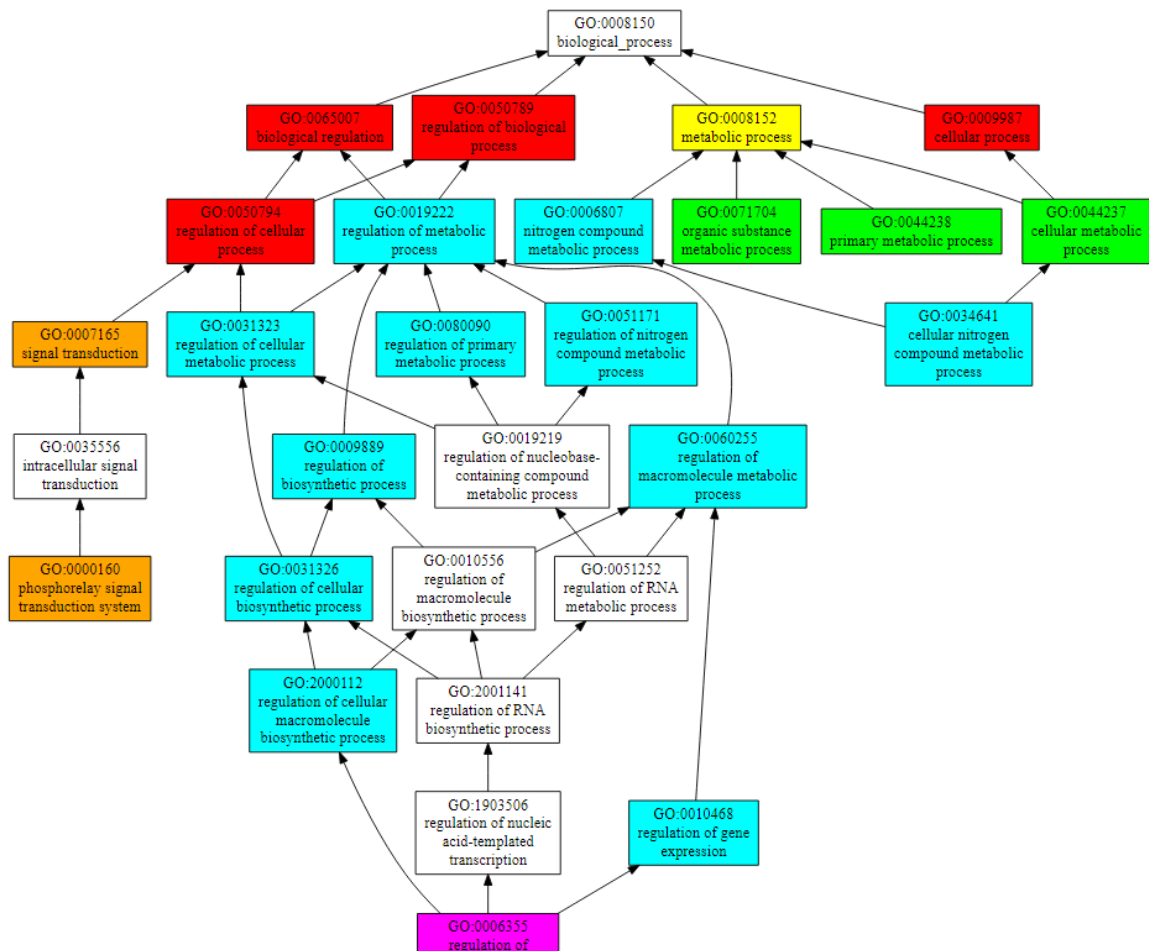 GO:0008150
biological_process
GO:0065007
biological regulation
GO:0050789
regulation of biological
process
GO:0008152
metabolic process
GO:0009987
cellular process
GO:0050794
regulation of cellular
process
GO:0019222
regulation of metabolic
process
GO:0006807
nitrogen compound
metabolic process
GO:0071704
organic substance
metabolic process
GO:0044238
primary metabolic process
GO:0044237
cellular metabolic
process
GO:0007165
signal transduction
GO:0031323
regulation of cellular
metabolic process
GO:0080090
regulation of primary
metabolic process
GO:0051171
regulation of nitrogen
compound metabolic
process
GO:0034641
cellular nitrogen
compound metabolic
process
GO:0035556
intracellular signal
transduction
GO:0009889
regulation of
biosynthetic process
GO:0019219
regulation of nucleobase-
containing compound
metabolic process
GO:0060255
regulation of
macromolecule metabolic
process
GO:0000160
phosphorelay signal
transduction system
GO:0031326
regulation of cellular
biosynthetic process
GO:0010556
regulation of
macromolecule
biosynthetic process
GO:0051252
regulation of RNA
metabolic process
GO:2000112
regulation of cellular
macromolecule
biosynthetic process
GO:2001141
regulation of RNA
biosynthetic process
GO:1903506
regulation of nucleic
acid-templated
transcription
GO:0010468
regulation of gene
expression
GO:0006355
regulation of